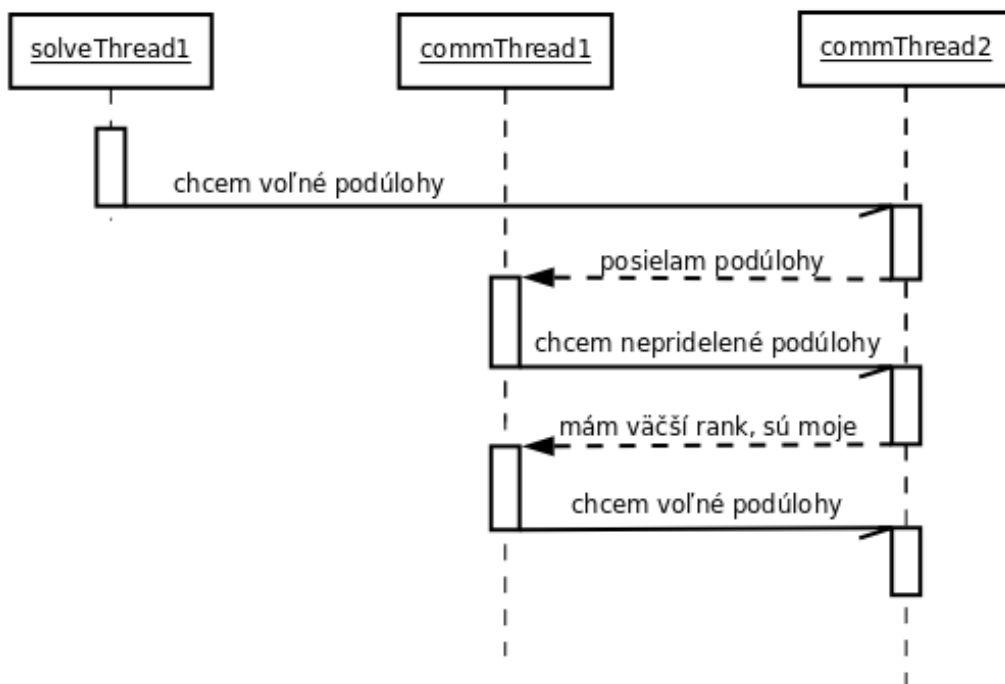 solveThread1
commThread1
commThread2
chcem voľné podúlohy
posielam podúlohy
chcem nepridelené podúlohy
mám väčší rank, sú moje
chcem voľné podúlohy